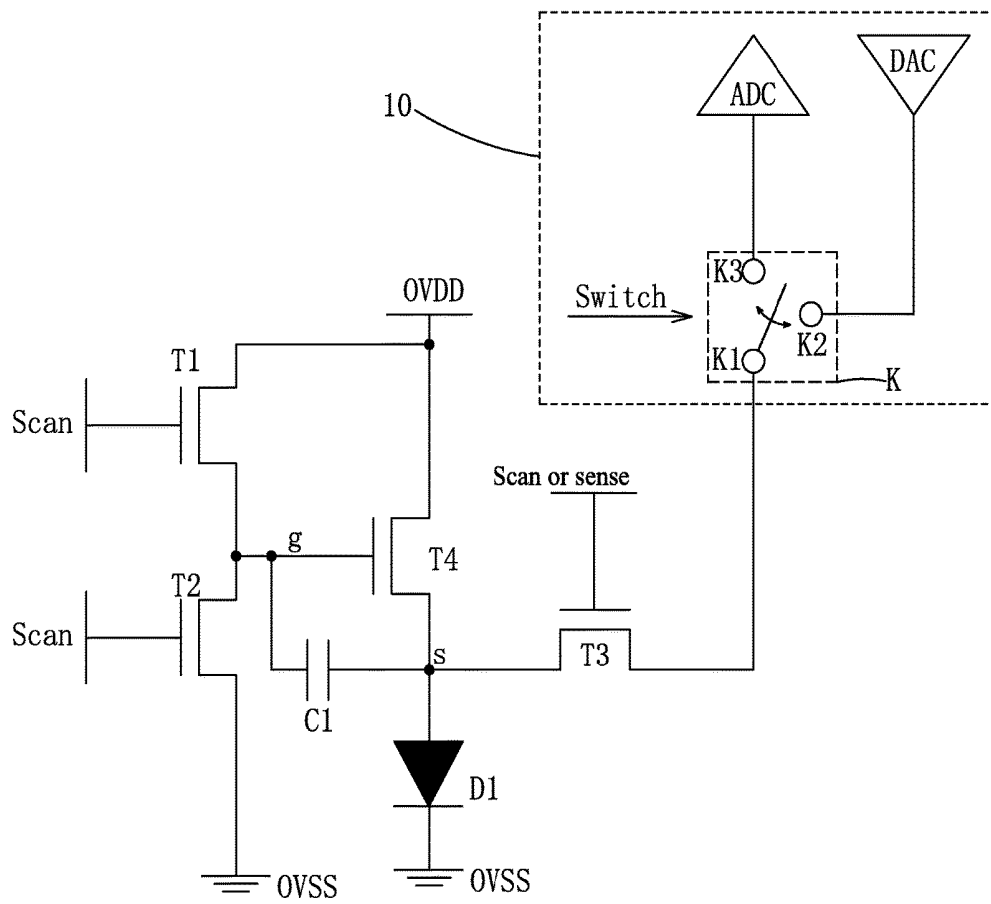 DAC
ADC
10
K3
OVDD
Switch
K2
K1
T1
K
Scan
Scan or sense
g
T4
T2
Scan
s
T3
C1
D1
OVSS
OVSS